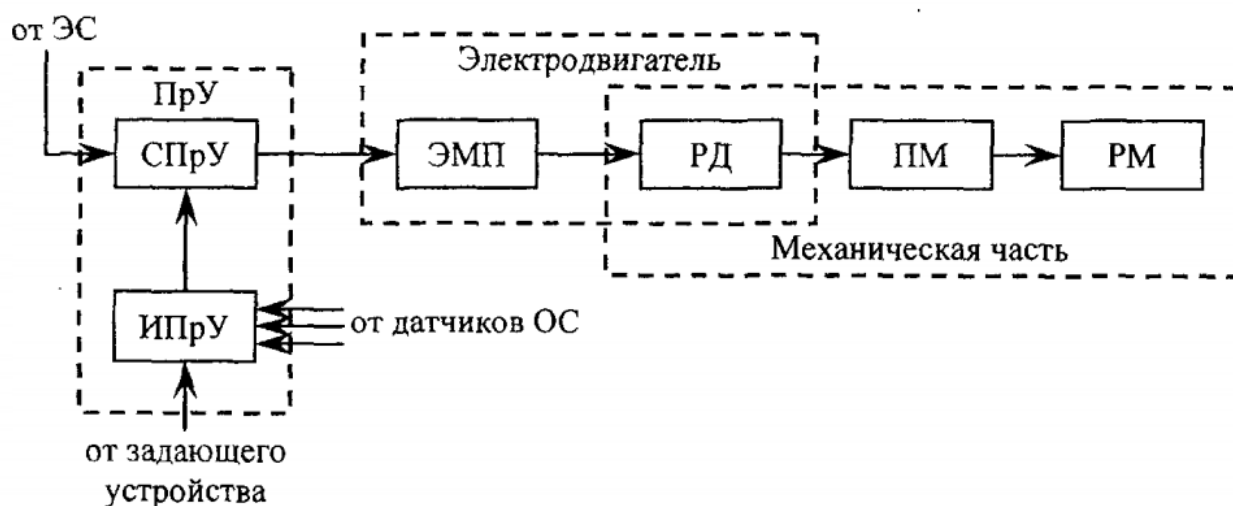 от ЭС
Электродвигатель
ПрУ
СПрУ
ЭМП
РД
ПМ
РМ
Механическая часть
ИПрУ
от датчиков ОС
от задающего
устройства